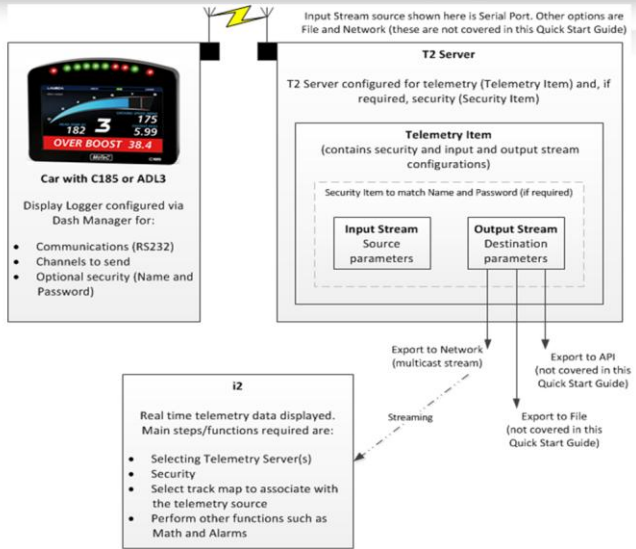 Input Stream source shown here is Serial Port. Other options are
File and Network (these are not covered in this Quick Start Guide)
175
182
3
5.99
OVER BOOST 38.4
MoTeC
Car with C185 or ADL3
Display Logger configured via
Dash Manager for:
• Communications (RS232)
• Channels to send
• Optional security (Name and
Password)
T2 Server
T2 Server configured for telemetry (Telemetry Item) and, if
required, security (Security Item)
Telemetry Item
(contains security and input and output stream
configurations)
Security Item to match Name and Password (if required)
Input Stream
Source
parameters
Output Stream
Destination
parameters
Export to Network
(multicast stream)
Export to API
(not covered in this
Quick Start Guide)
Streaming
Export to File
(not covered in this
Quick Start Guide)
i2
Real time telemetry data displayed.
Main steps/functions required are:
• Selecting Telemetry Server(s)
• Security
• Select track map to associate with
the telemetry source
• Perform other functions such as
Math and Alarms